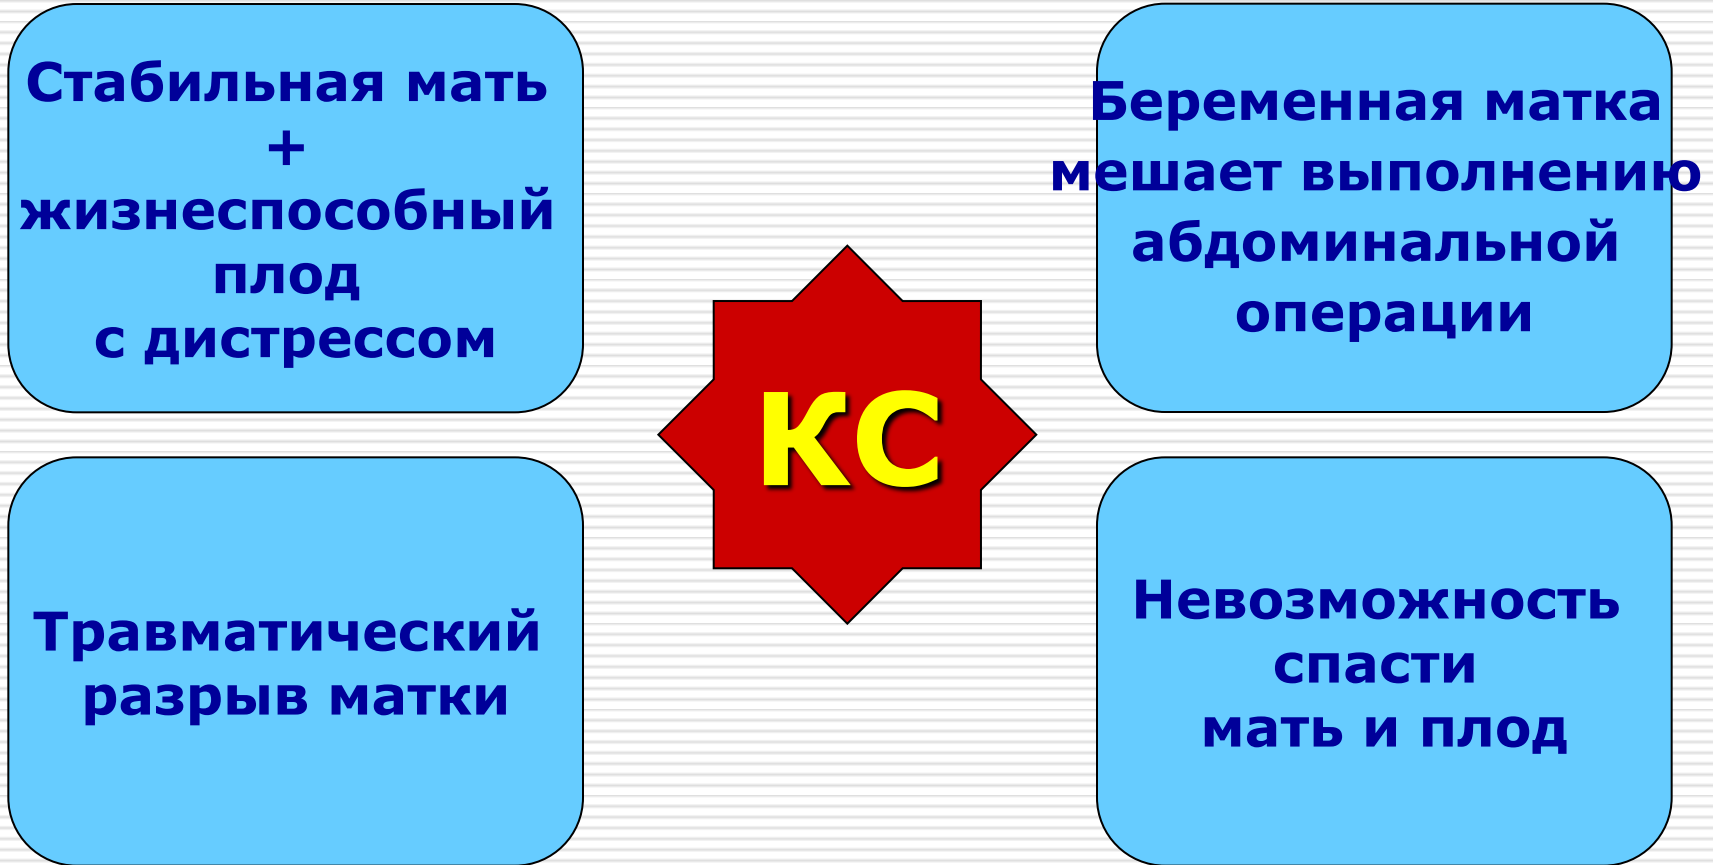 Стабильная мать
+
жизнеспособный
плод
с дистрессом
Беременная матка
мешает выполнению
абдоминальной
операции
КС
Травматический
разрыв матки
Невозможность
спасти
мать и плод